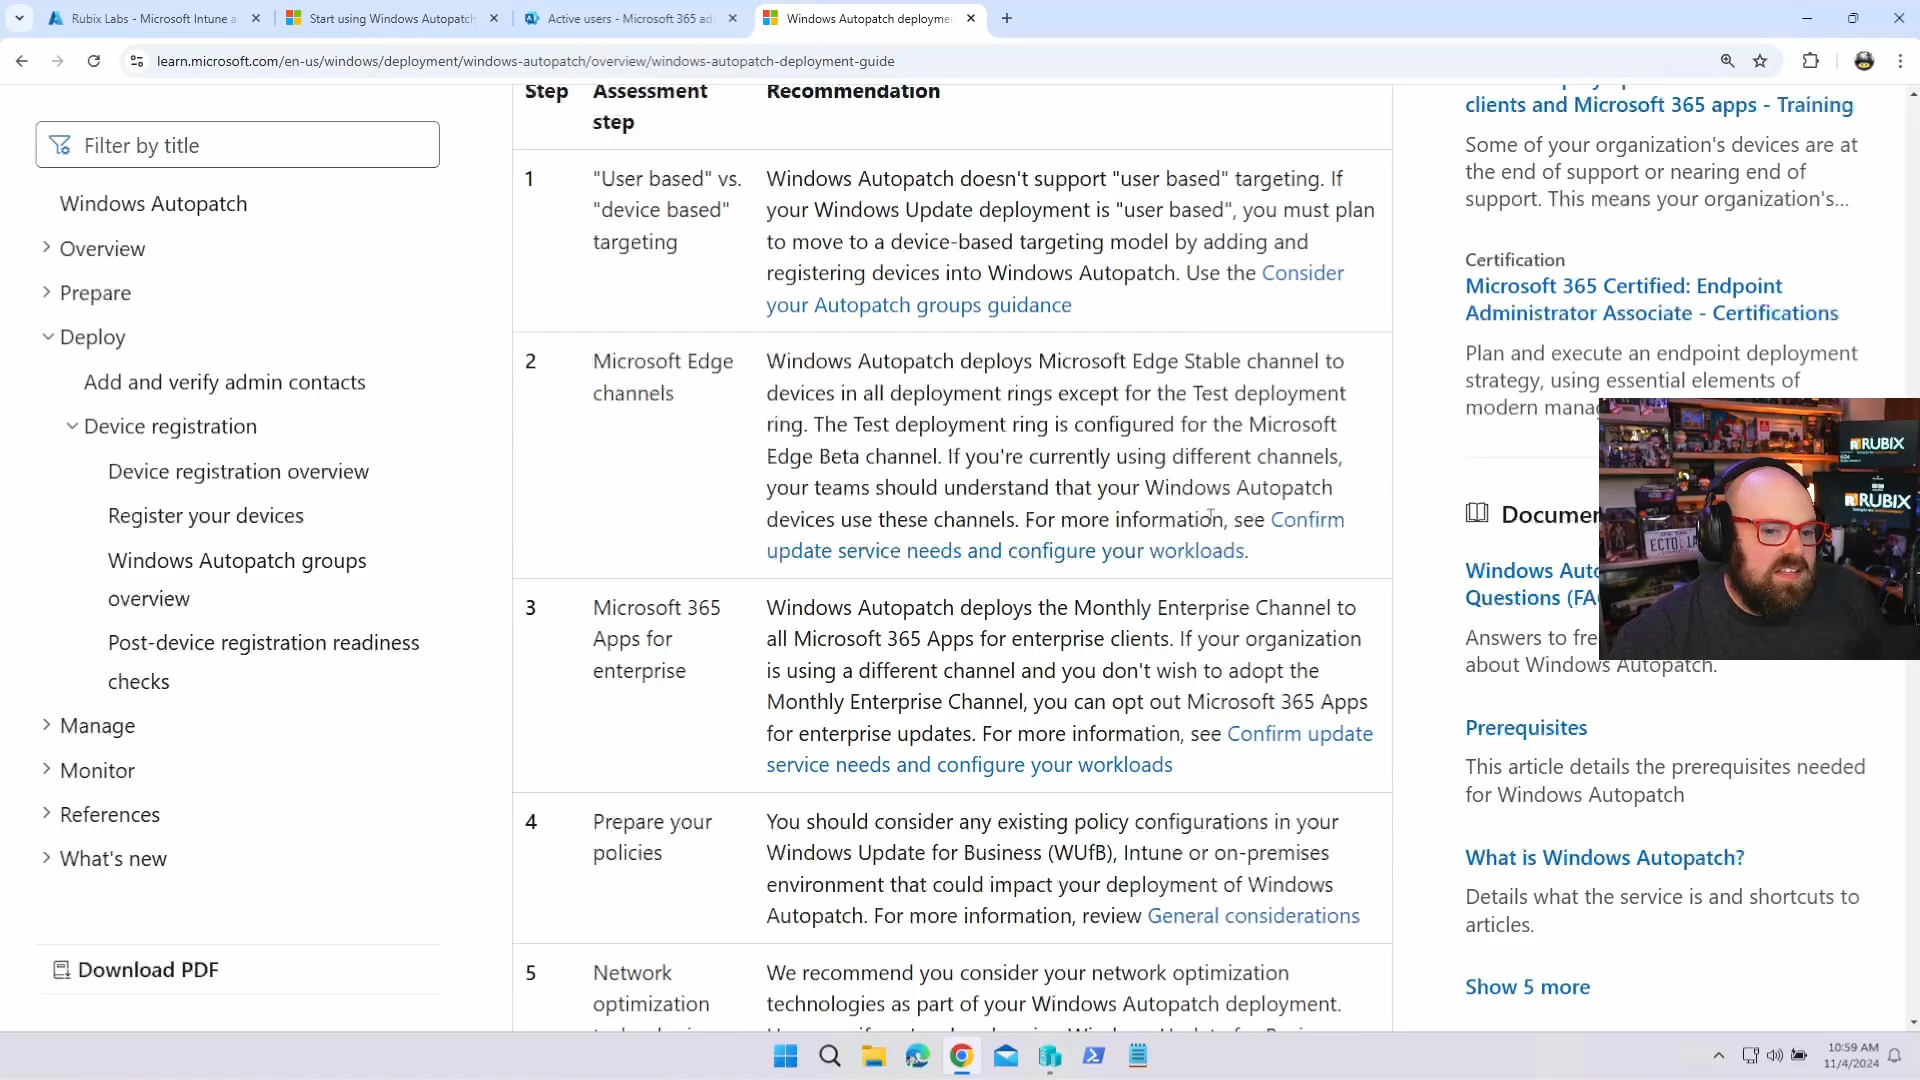 Rubix Labs - Microsoft Intune a
Start using Windows Autopatch
Active users - Microsoft 365 ad
Windows Autopatch deployme
learn.microsoft.com/en-us/windows/deployment/windows-autopatch/overview/windows-autopatch-deployment-guide
Filter by title
Windows Autopatch
Overview
Prepare
Deploy
Add and verify admin contacts
Device registration
Device registration overview
Register your devices
Windows Autopatch groups
overview
Post-device registration readiness
checks
Manage
Monitor
References
What's new
Download PDF
Step
Assessment
step
Recommendation
1
"User based" vs.
"device based"
targeting
Windows Autopatch doesn't support "user based" targeting. If
your Windows Update deployment is "user based", you must plan
to move to a device-based targeting model by adding and
registering devices into Windows Autopatch. Use the Consider
your Autopatch groups guidance
2
Microsoft Edge
channels
Windows Autopatch deploys Microsoft Edge Stable channel to
devices in all deployment rings except for the Test deployment
ring. The Test deployment ring is configured for the Microsoft
Edge Beta channel. If you're currently using different channels,
your teams should understand that your Windows Autopatch
devices use these channels. For more information, see Confirm
update service needs and configure your workloads.
3
Microsoft 365
Apps for
enterprise
Windows Autopatch deploys the Monthly Enterprise Channel to
all Microsoft 365 Apps for enterprise clients. If your organization
is using a different channel and you don't wish to adopt the
Monthly Enterprise Channel, you can opt out Microsoft 365 Apps
for enterprise updates. For more information, see Confirm update
service needs and configure your workloads
4
Prepare your
policies
You should consider any existing policy configurations in your
Windows Update for Business (WUfB), Intune or on-premises
environment that could impact your deployment of Windows
Autopatch. For more information, review General considerations
5
Network
optimization
We recommend you consider your network optimization
technologies as part of your Windows Autopatch deployment.
clients and Microsoft 365 apps - Training
Some of your organization's devices are at
the end of support or nearing end of
support. This means your organization's...
Certification
Microsoft 365 Certified: Endpoint
Administrator Associate - Certifications
Plan and execute an endpoint deployment
strategy, using essential elements of
modern mana
Documen
Windows Auto
Questions (FA
Answers to fre
about Windows Autopatch.
Prerequisites
This article details the prerequisites needed
for Windows Autopatch
What is Windows Autopatch?
Details what the service is and shortcuts to
articles.
Show 5 more
RUBIX
RUBIX
ECTO
10:59 AM
11/4/2024